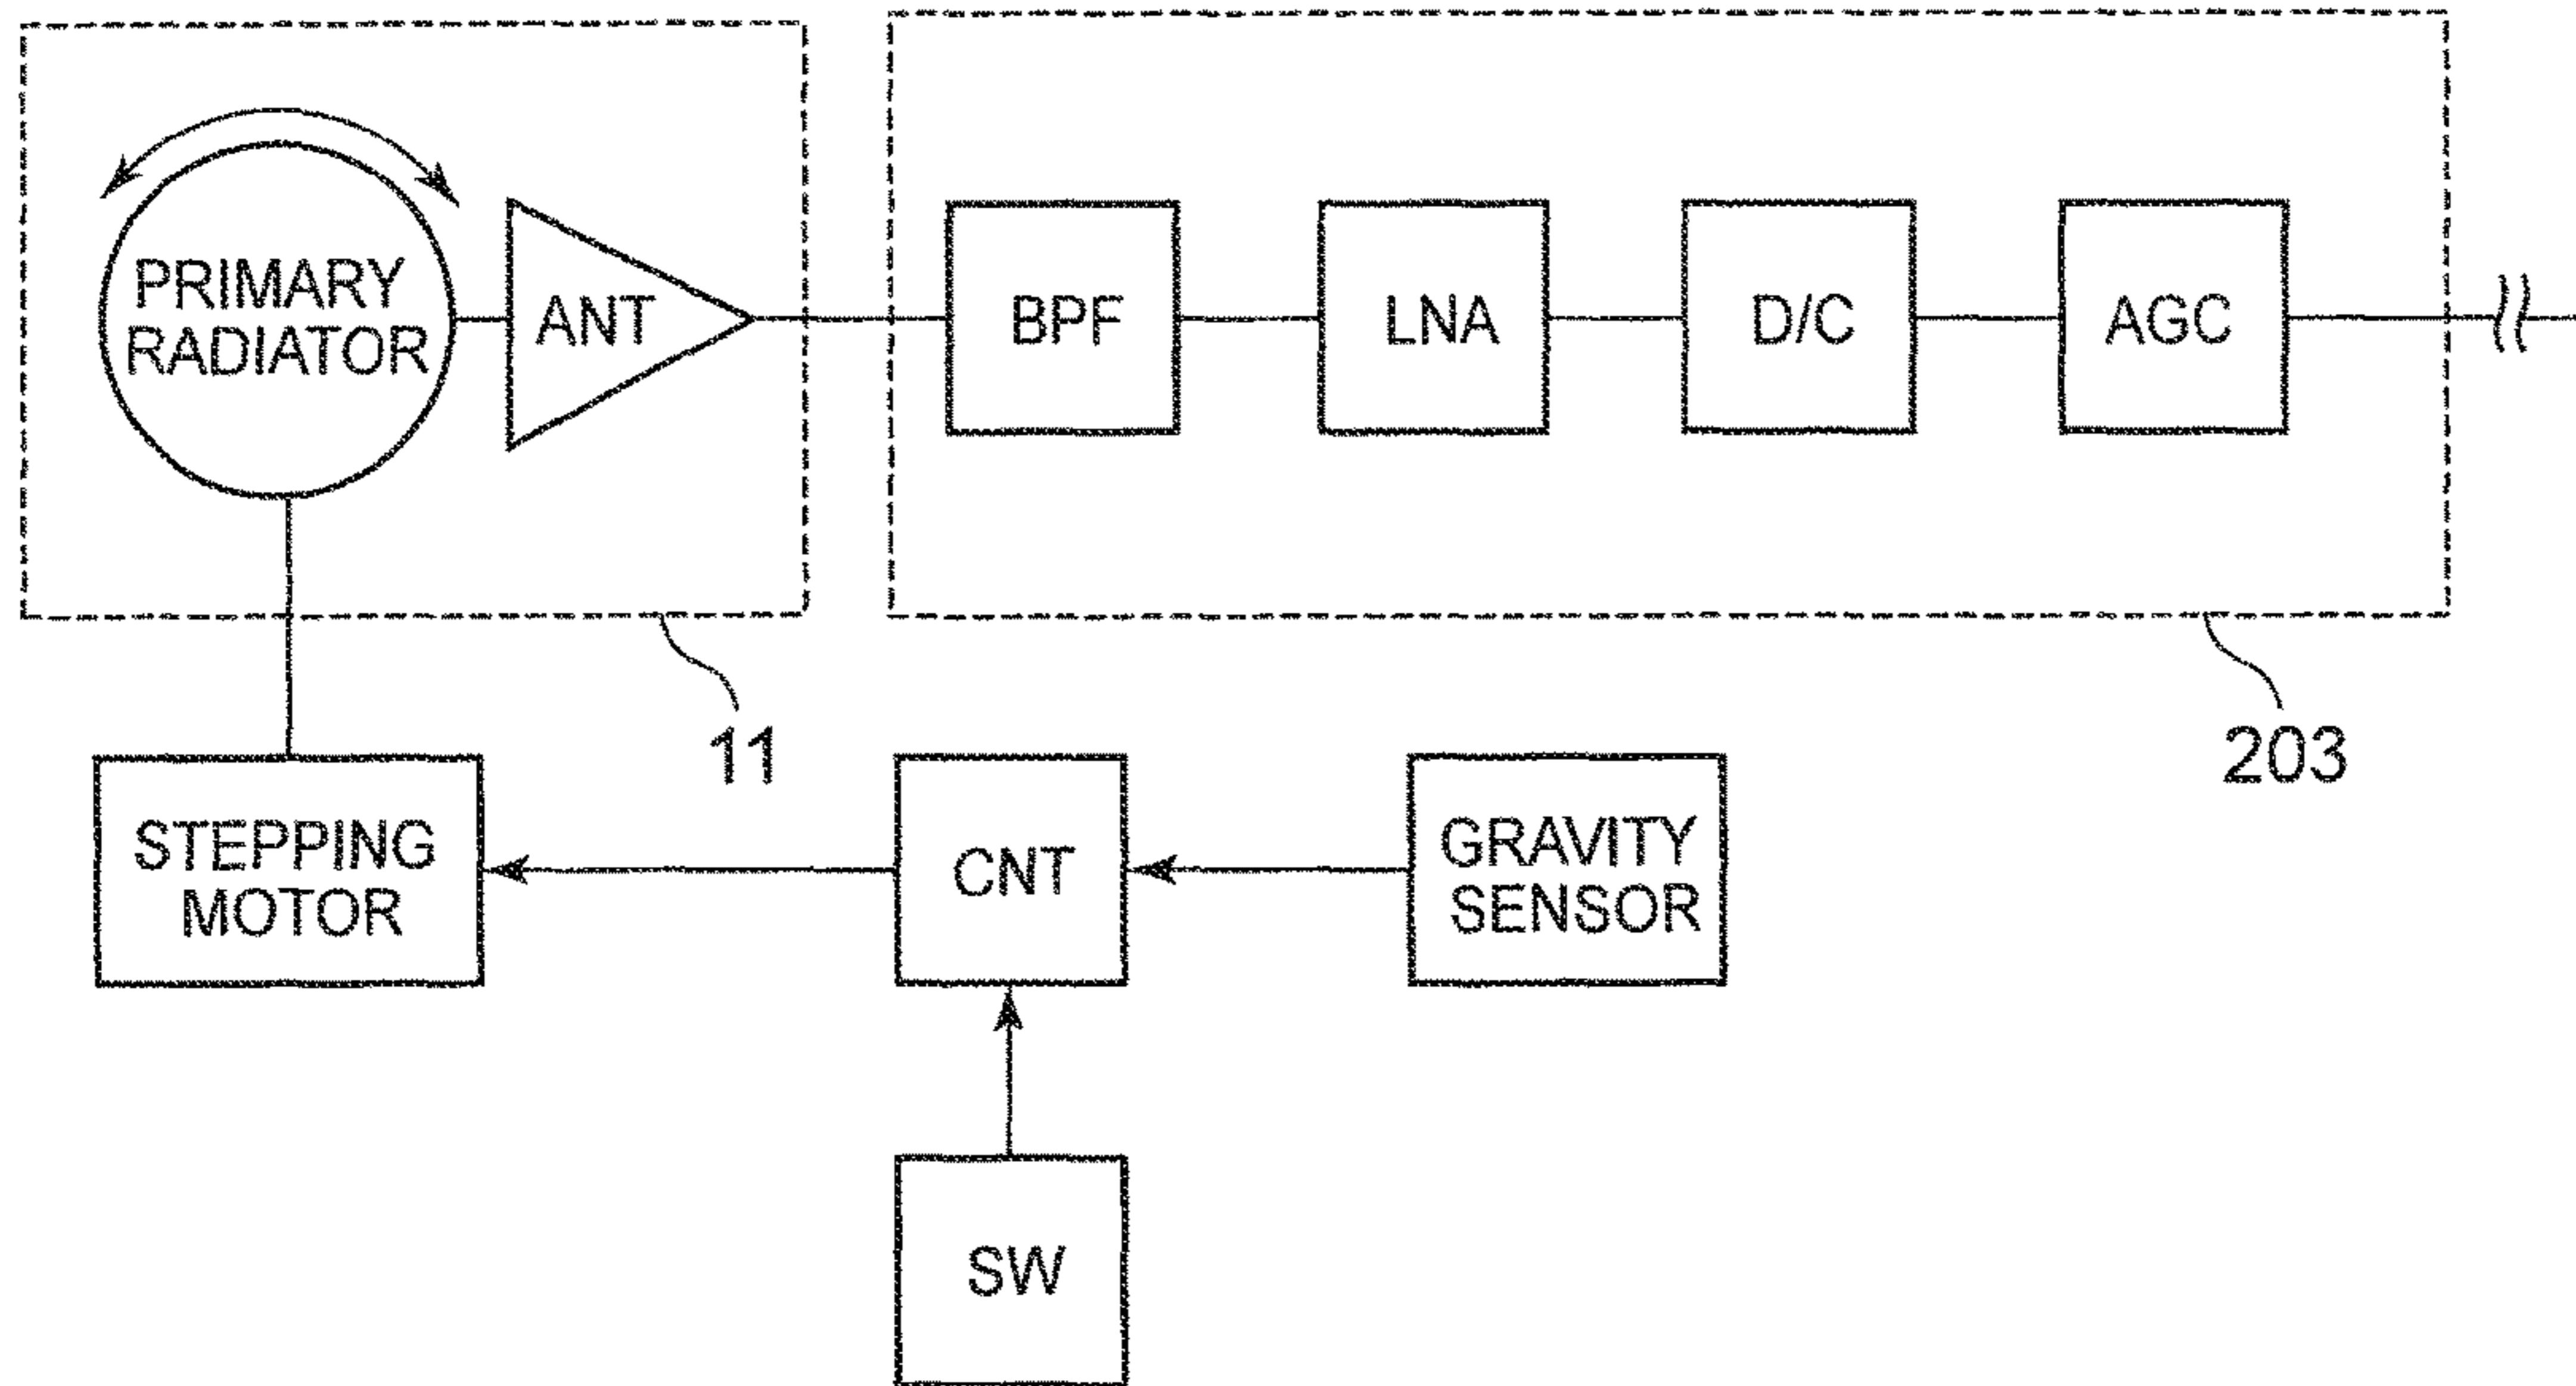 PRIMARY
RADIATOR
ANT
BPF
LNA
D/C
AGC
11
203
STEPPING
MOTOR
CNT
GRAVITY
SENSOR
SW